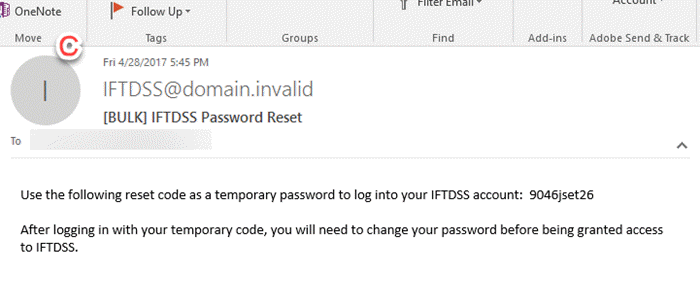 OneNote
Follow Up
Filter Email
Account
Move
Tags
Groups
Find
Add-ins
Adobe Send & Track
C
Fri 4/28/2017 5:45 PM
I
IFTDSS@domain.invalid
[BULK] IFTDSS Password Reset
To
Use the following reset code as a temporary password to log into your IFTDSS account:  9046jset26
After logging in with your temporary code, you will need to change your password before being granted access
to IFTDSS.